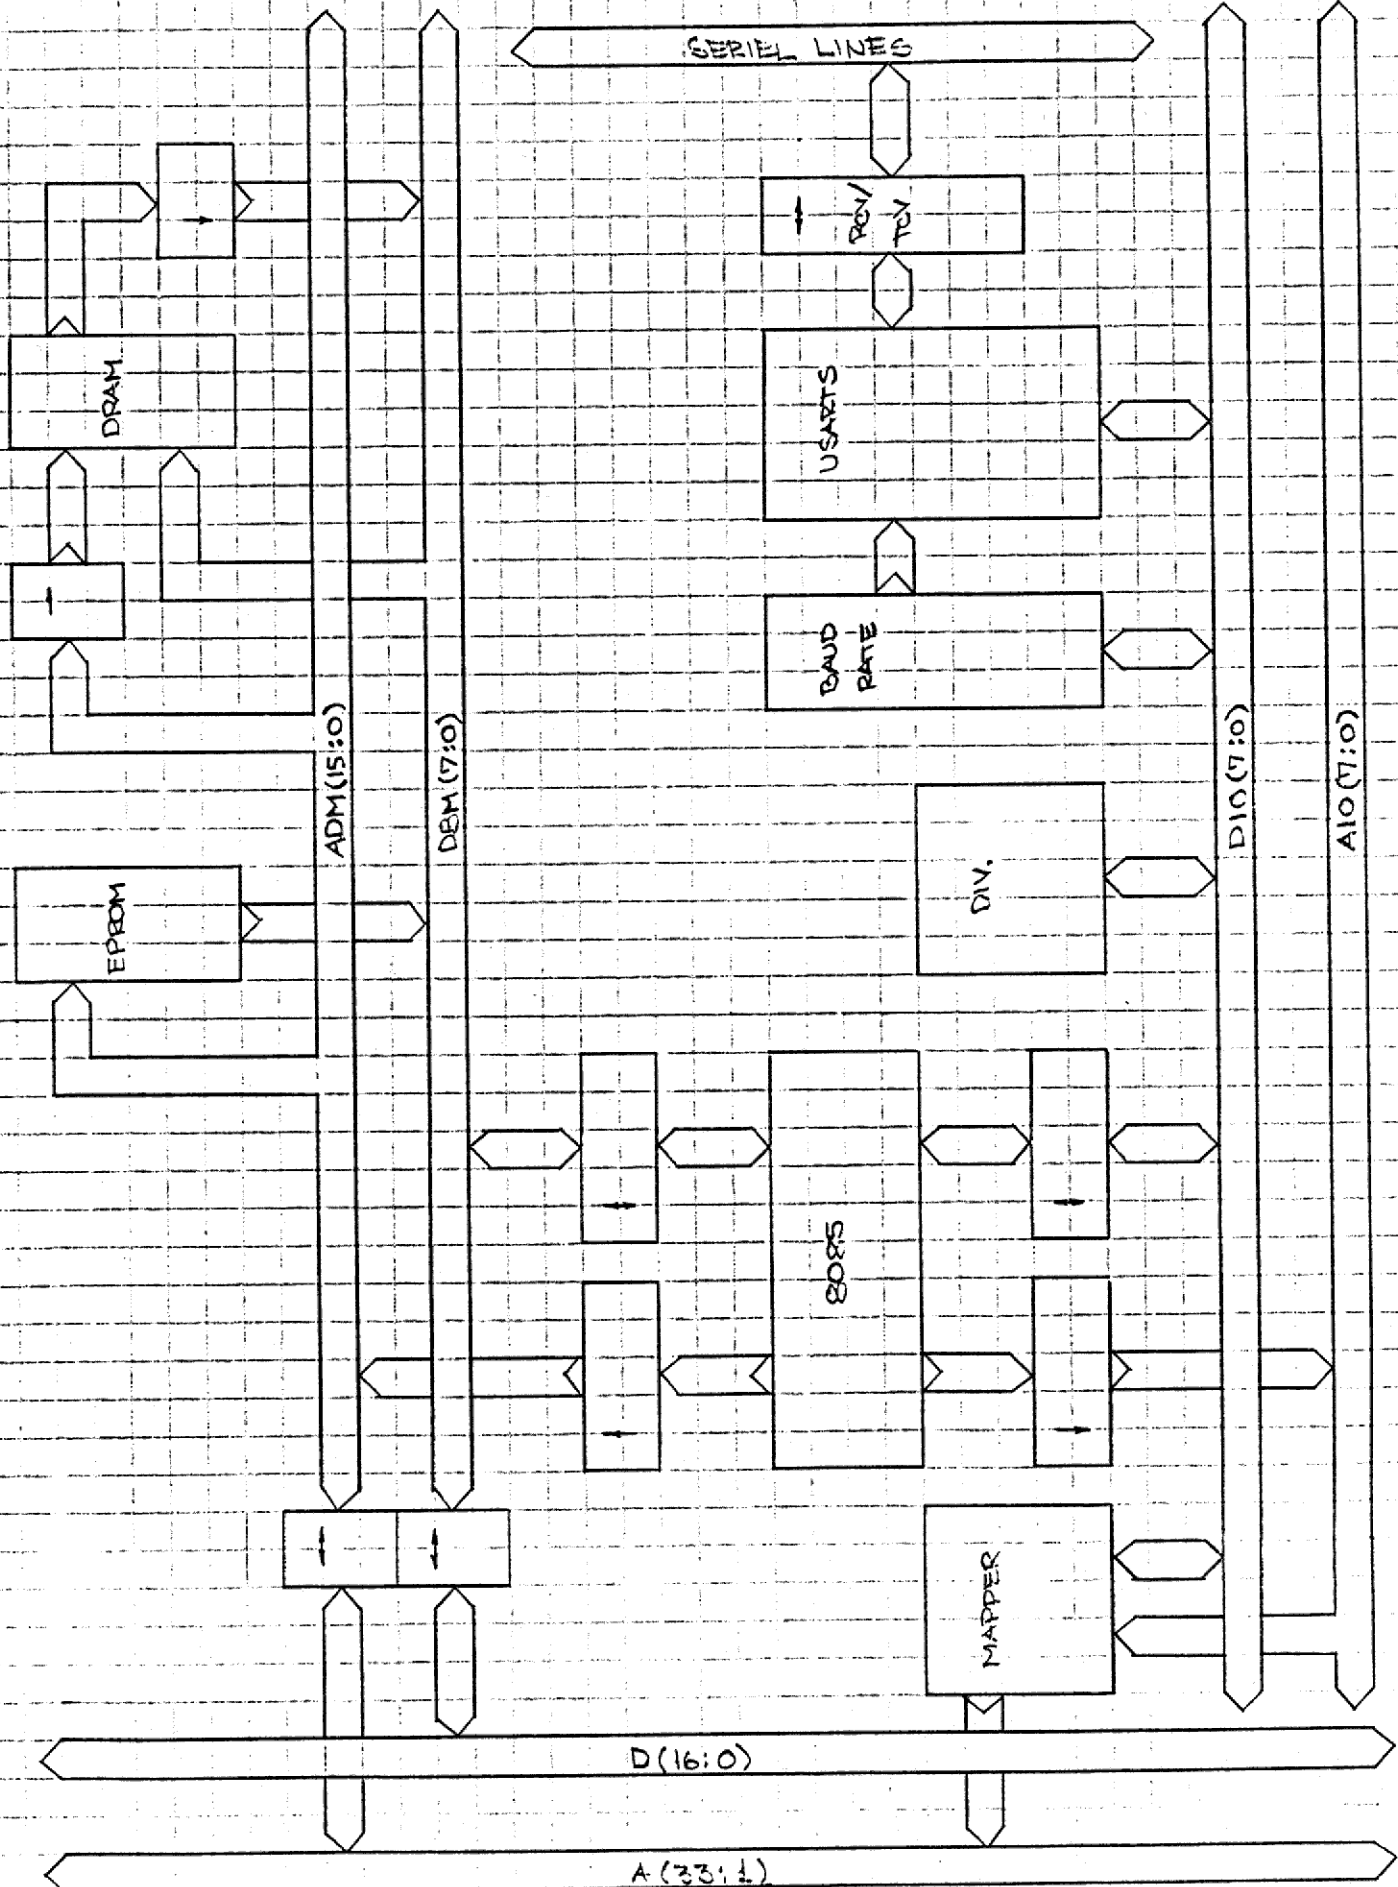 SERIEL LINES
RCV/
TCV
DRAM
USARTS
BAUD
RATE
ADM (15:0)
DBM (7:0)
DIO (7:0)
AIO (7:0)
EPROM
DIV.
8085
MAPPER
D (16:0)
A (33:1)